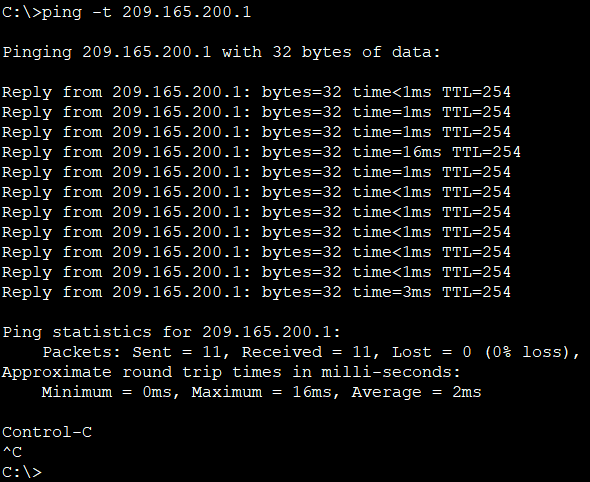 C:\>ping -t 209.165.200.1

Pinging 209.165.200.1 with 32 bytes of data:

Reply from 209.165.200.1: bytes=32 time<1ms TTL=254
Reply from 209.165.200.1: bytes=32 time=1ms TTL=254
Reply from 209.165.200.1: bytes=32 time=1ms TTL=254
Reply from 209.165.200.1: bytes=32 time=16ms TTL=254
Reply from 209.165.200.1: bytes=32 time=1ms TTL=254
Reply from 209.165.200.1: bytes=32 time<1ms TTL=254
Reply from 209.165.200.1: bytes=32 time<1ms TTL=254
Reply from 209.165.200.1: bytes=32 time<1ms TTL=254
Reply from 209.165.200.1: bytes=32 time<1ms TTL=254
Reply from 209.165.200.1: bytes=32 time<1ms TTL=254
Reply from 209.165.200.1: bytes=32 time=3ms TTL=254

Ping statistics for 209.165.200.1:
    Packets: Sent = 11, Received = 11, Lost = 0 (0% loss),
Approximate round trip times in milli-seconds:
    Minimum = 0ms, Maximum = 16ms, Average = 2ms

Control-C
^C
C:\>